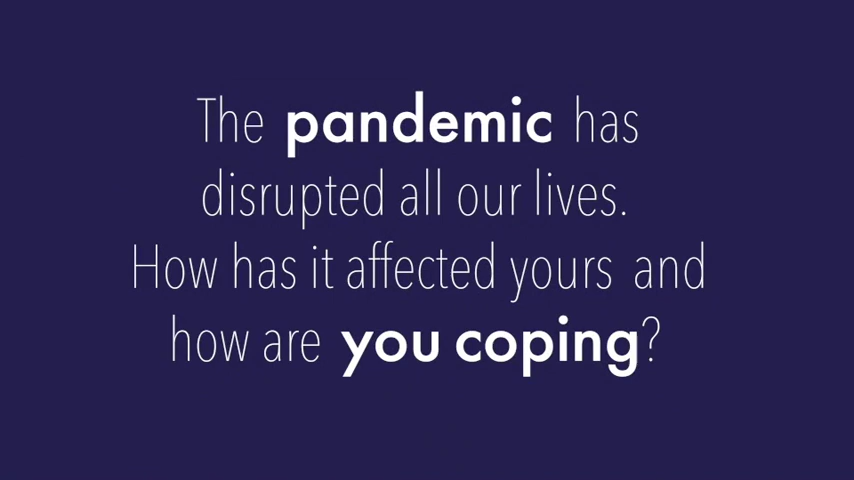 The pandemic has
disrupted all our lives.
How has it affected yours and
how are you coping?